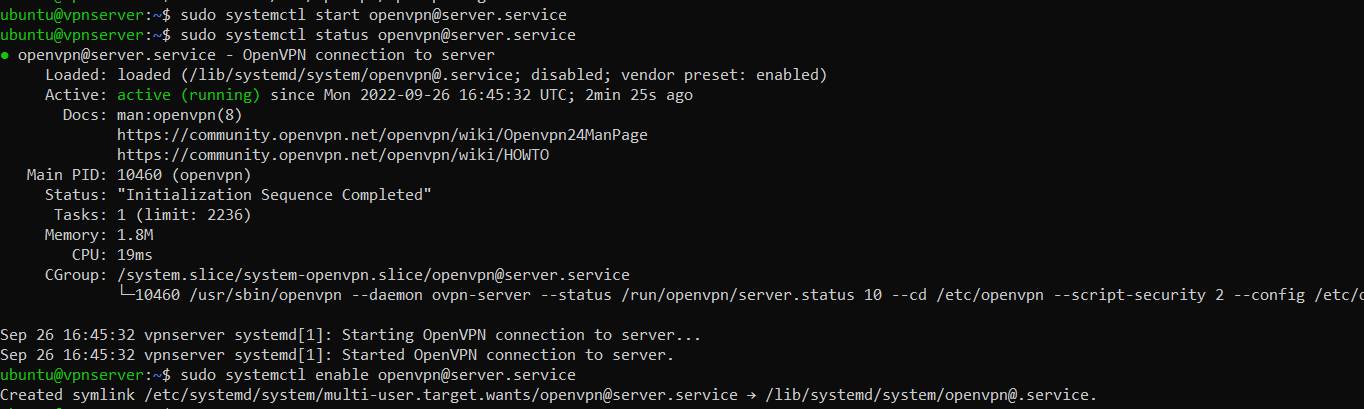 ubuntu@vpnserver:~$ sudo systemctl start openvpn@server.service
ubuntu@vpnserver:~$ sudo systemctl status openvpn@server.service
● openvpn@server.service - OpenVPN connection to server
     Loaded: loaded (/lib/systemd/system/openvpn@.service; disabled; vendor preset: enabled)
     Active: active (running) since Mon 2022-09-26 16:45:32 UTC; 2min 25s ago
       Docs: man:openvpn(8)
             https://community.openvpn.net/openvpn/wiki/Openvpn24ManPage
             https://community.openvpn.net/openvpn/wiki/HOWTO
   Main PID: 10460 (openvpn)
     Status: "Initialization Sequence Completed"
      Tasks: 1 (limit: 2236)
     Memory: 1.8M
        CPU: 19ms
     CGroup: /system.slice/system-openvpn.slice/openvpn@server.service
             └─10460 /usr/sbin/openvpn --daemon ovpn-server --status /run/openvpn/server.status 10 --cd /etc/openvpn --script-security 2 --config /etc/
Sep 26 16:45:32 vpnserver systemd[1]: Starting OpenVPN connection to server...
Sep 26 16:45:32 vpnserver systemd[1]: Started OpenVPN connection to server.
ubuntu@vpnserver:~$ sudo systemctl enable openvpn@server.service
Created symlink /etc/systemd/system/multi-user.target.wants/openvpn@server.service → /lib/systemd/system/openvpn@.service.